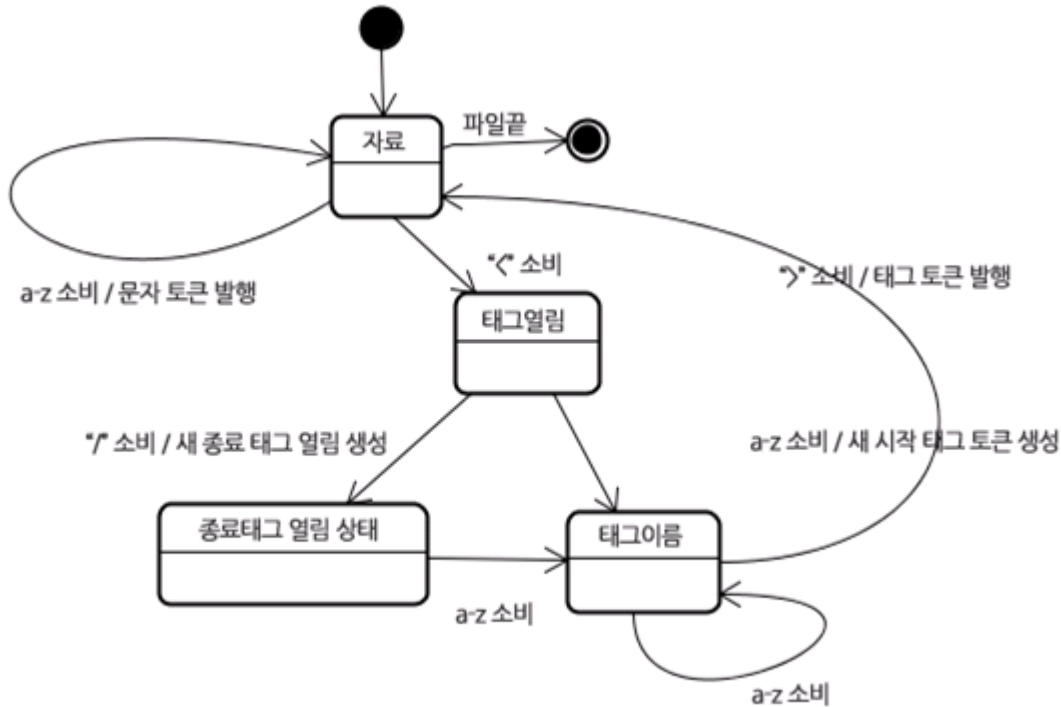 파일끝
자료
“<” 소비
“>” 소비 / 태그 토큰 발행
a-z 소비 / 문자 토큰 발행
태그열림
“/” 소비 / 새 종료 태그 열림 생성
a-z 소비 / 새 시작 태그 토큰 생성
종료태그 열림 상태
태그이름
a-z 소비
a-z 소비